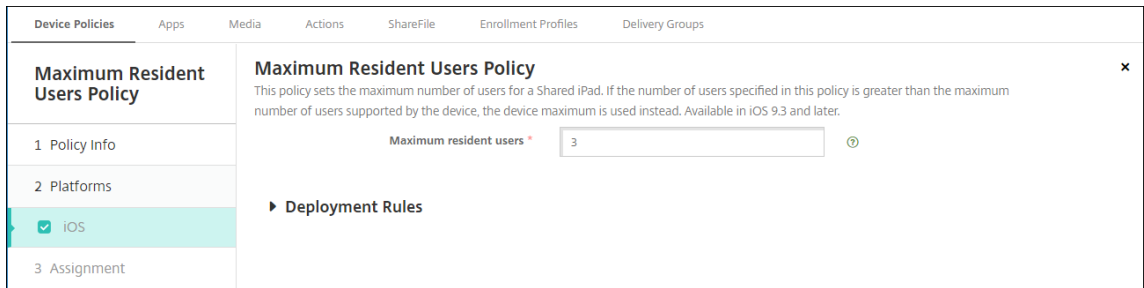 Device Policies Apps Media Actions ShareFile Enrollment Profiles Delivery Groups
Maximum Resident
Users Policy
1 Policy Info
2 Platforms
iOS
3 Assignment
Maximum Resident Users Policy
This policy sets the maximum number of users for a Shared iPad. If the number of users specified in this policy is greater than the maximum
number of users supported by the device, the device maximum is used instead. Available in iOS 9.3 and later.
Maximum resident users * 3
Deployment Rules